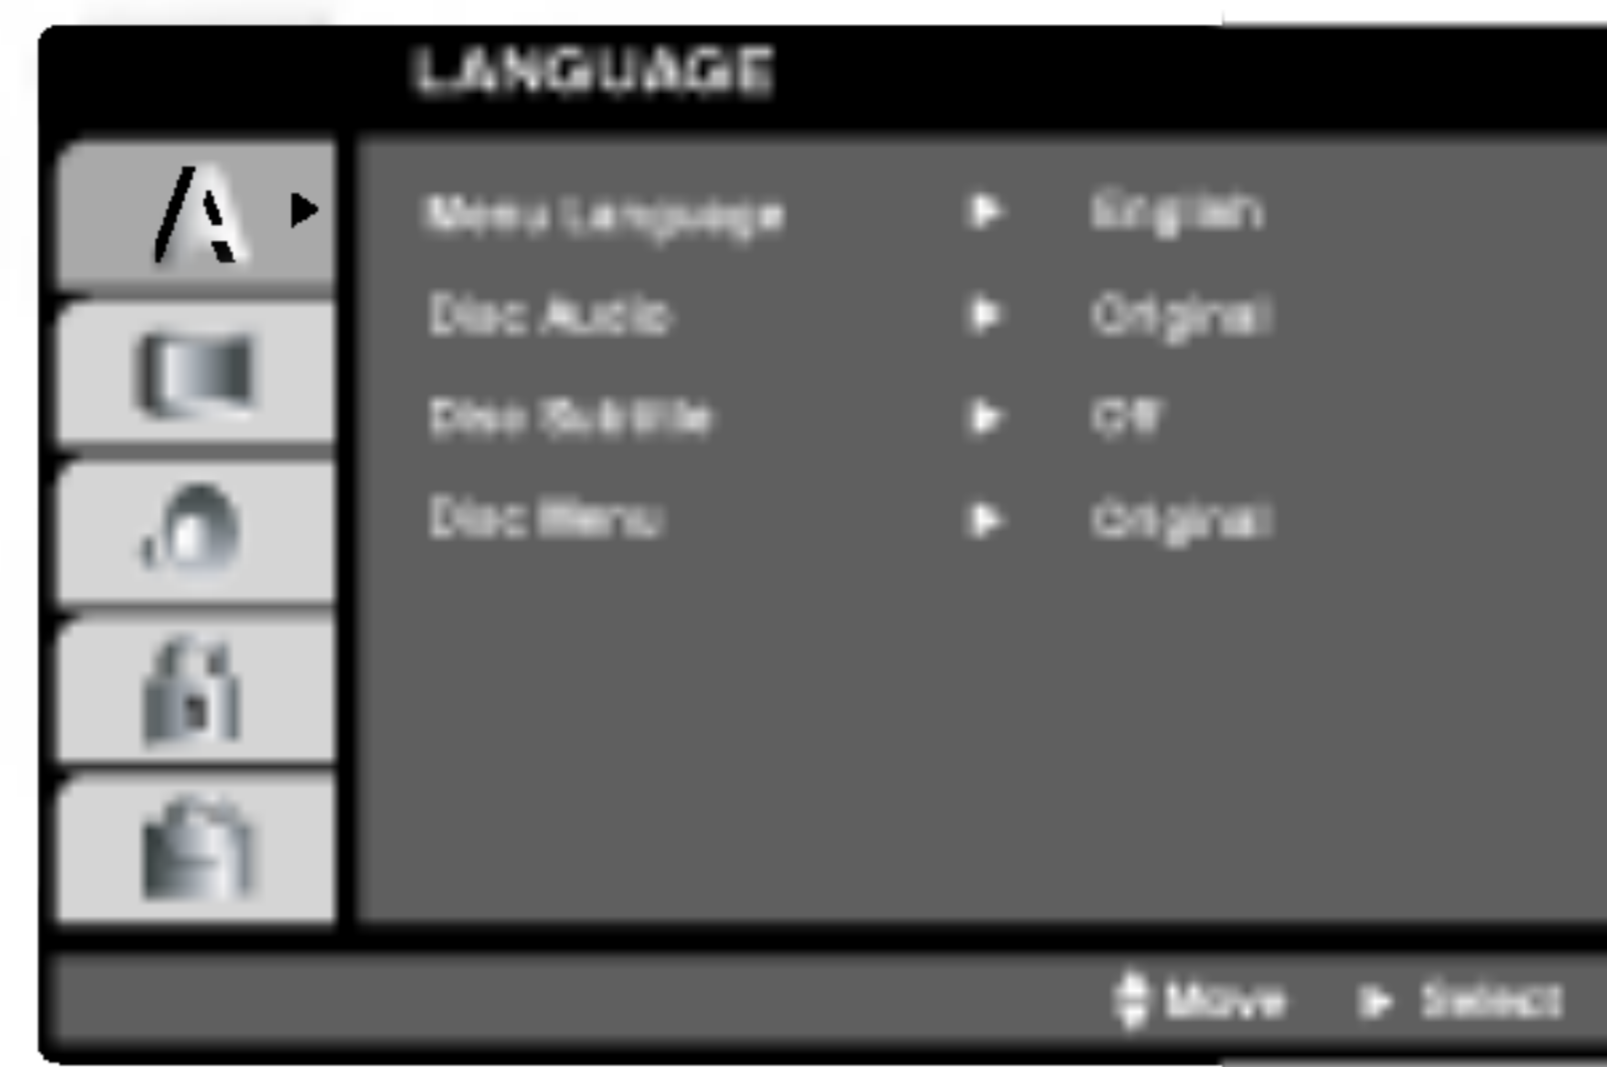 LANGUAGE
Menu Language ► English
Disc Audio ► Original
Disc Subtitle ► Off
Disc Menu ► Original
Move ► Select